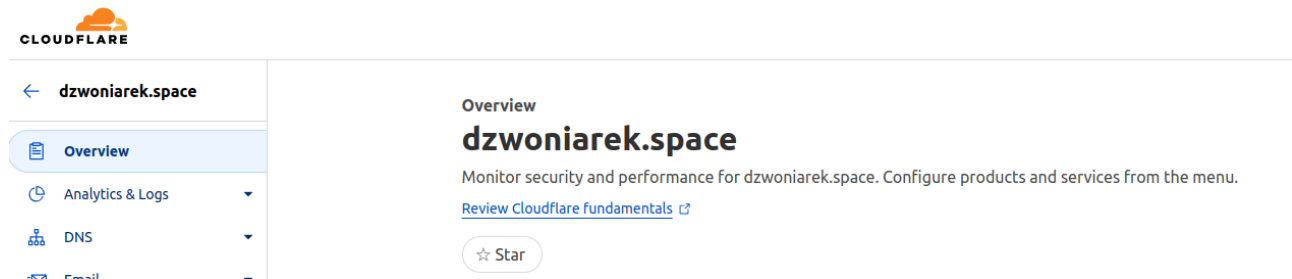 CLOUDFLARE
dzwoniarek.space
Overview
Analytics & Logs
DNS
Email
Overview
dzwoniarek.space
Monitor security and performance for dzwoniarek.space. Configure products and services from the menu.
Review Cloudflare fundamentals
Star